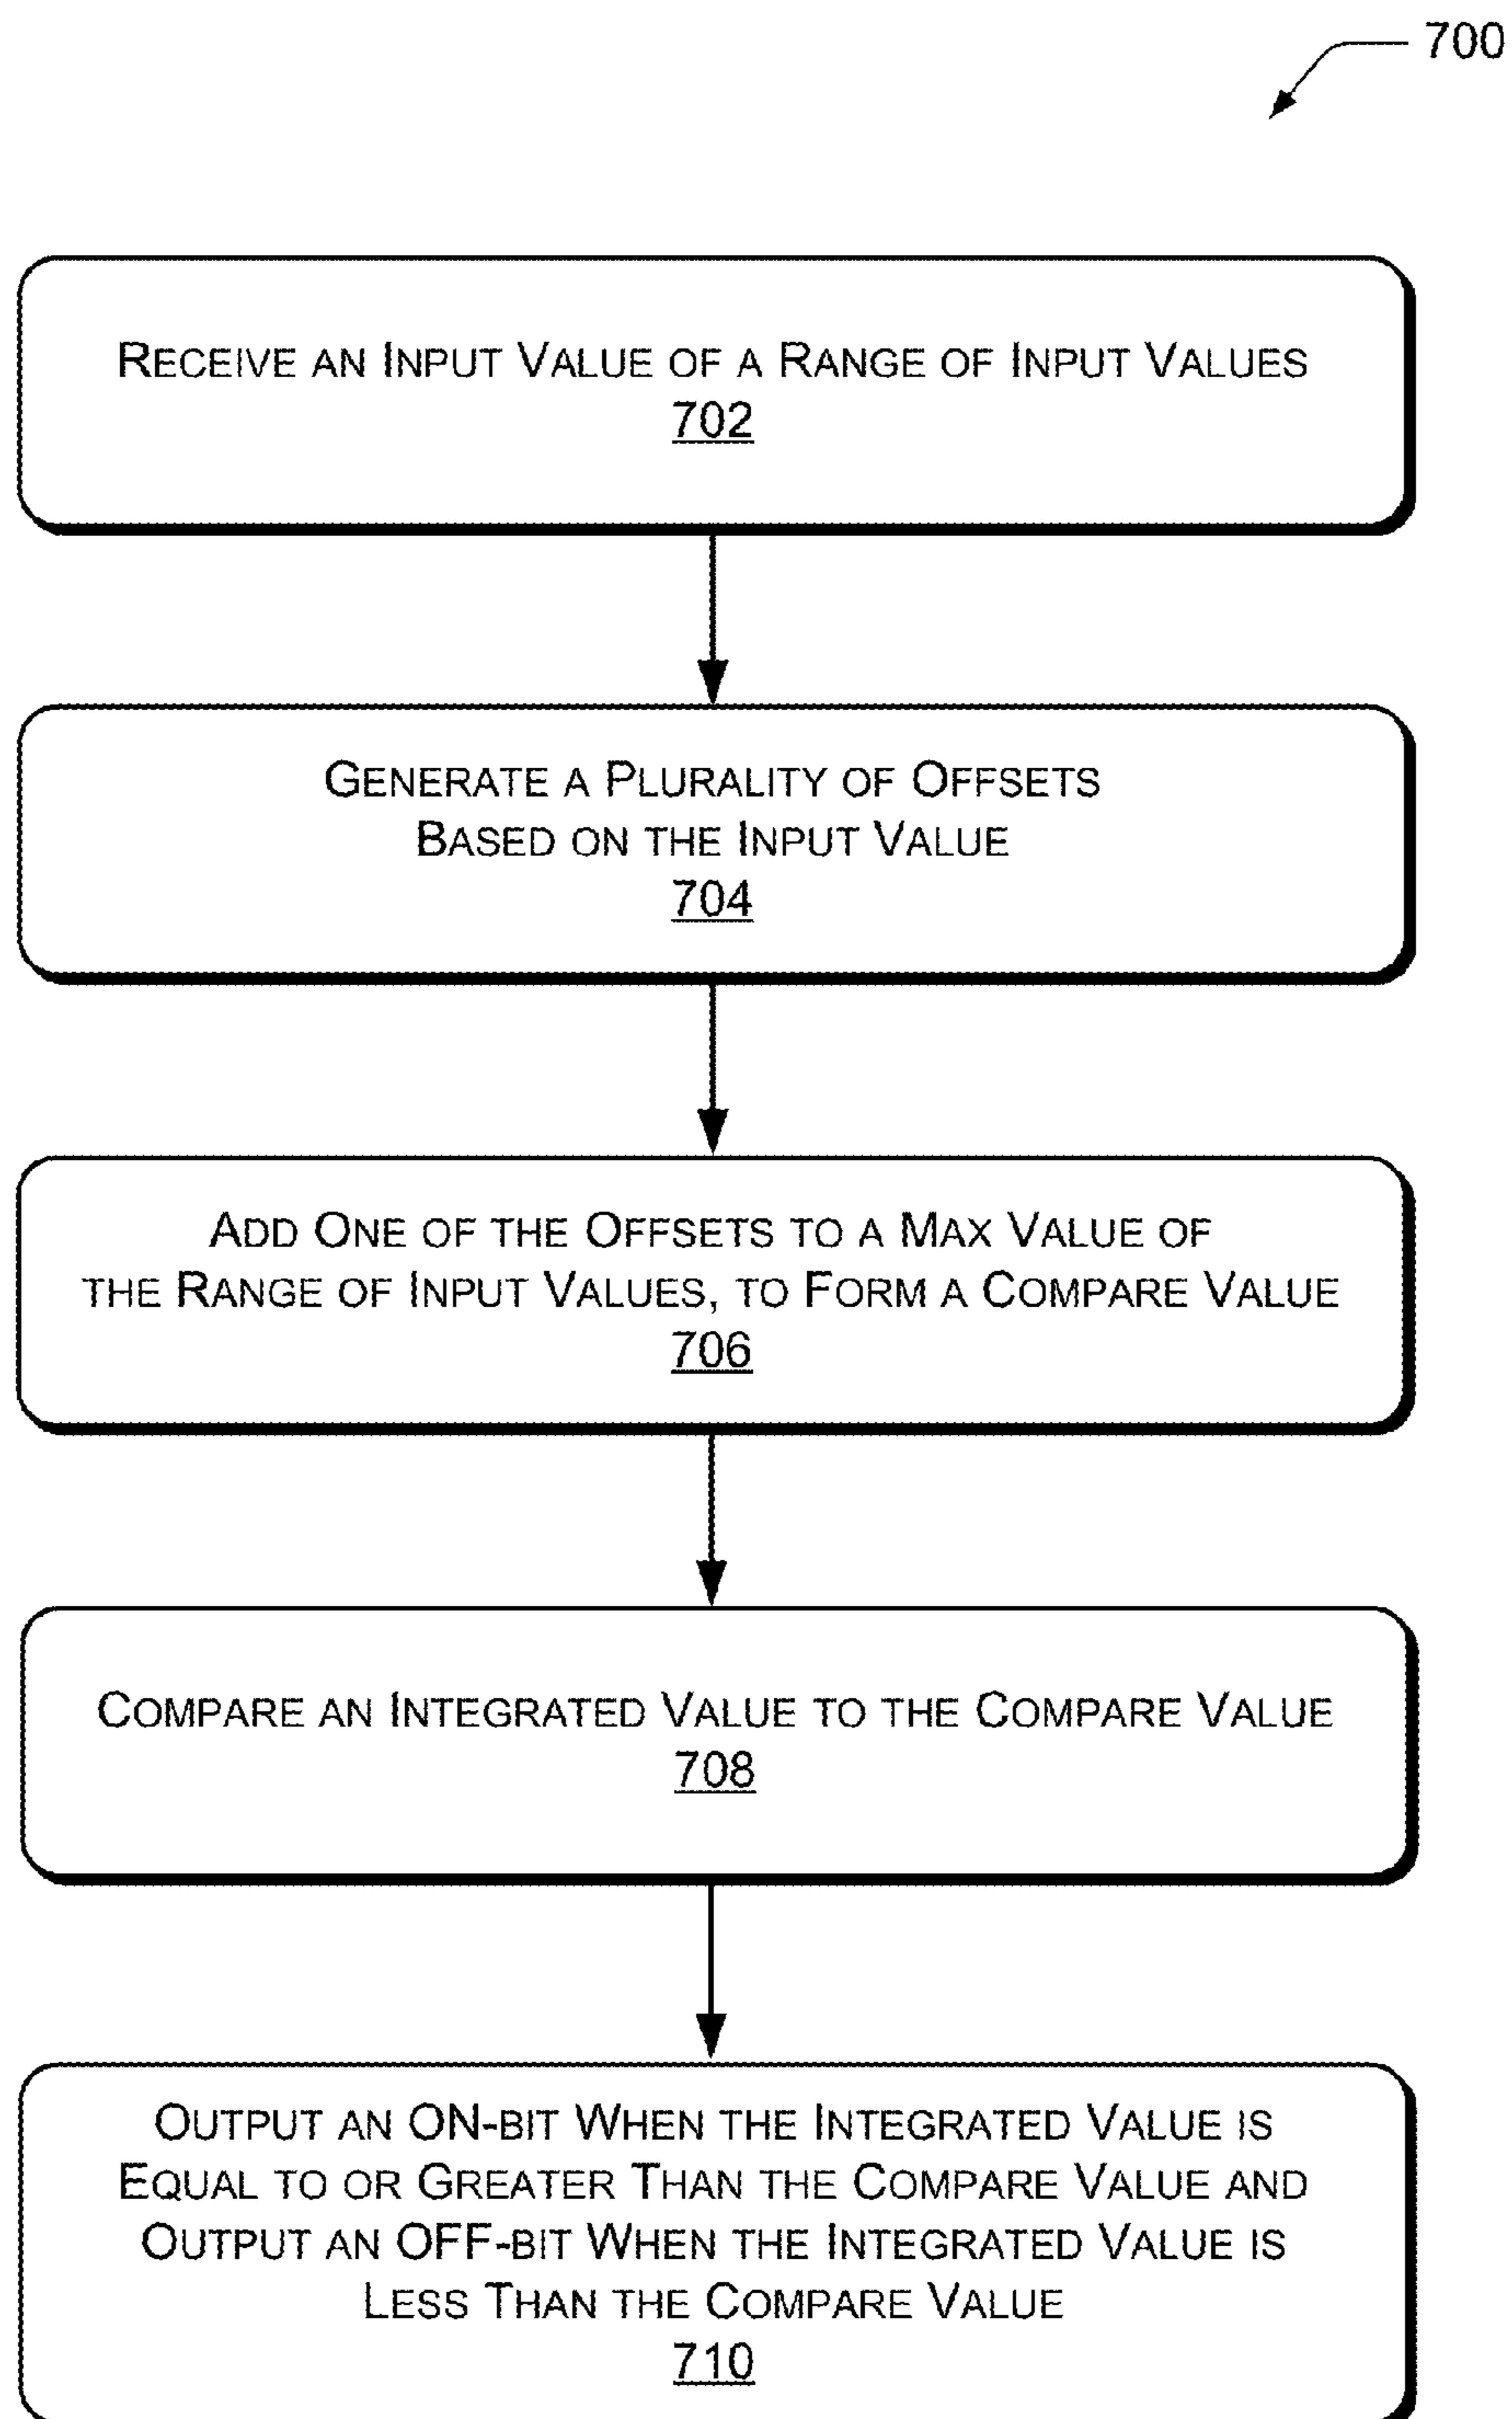 700
RECEIVE AN INPUT VALUE OF A RANGE OF INPUT VALUES
702
GENERATE A PLURALITY OF OFFSETS
BASED ON THE INPUT VALUE
704
ADD ONE OF THE OFFSETS TO A MAX VALUE OF
THE RANGE OF INPUT VALUES, TO FORM A COMPARE VALUE
706
COMPARE AN INTEGRATED VALUE TO THE COMPARE VALUE
708
OUTPUT AN ON-BIT WHEN THE INTEGRATED VALUE IS
EQUAL TO OR GREATER THAN THE COMPARE VALUE AND
OUTPUT AN OFF-BIT WHEN THE INTEGRATED VALUE IS
LESS THAN THE COMPARE VALUE
710